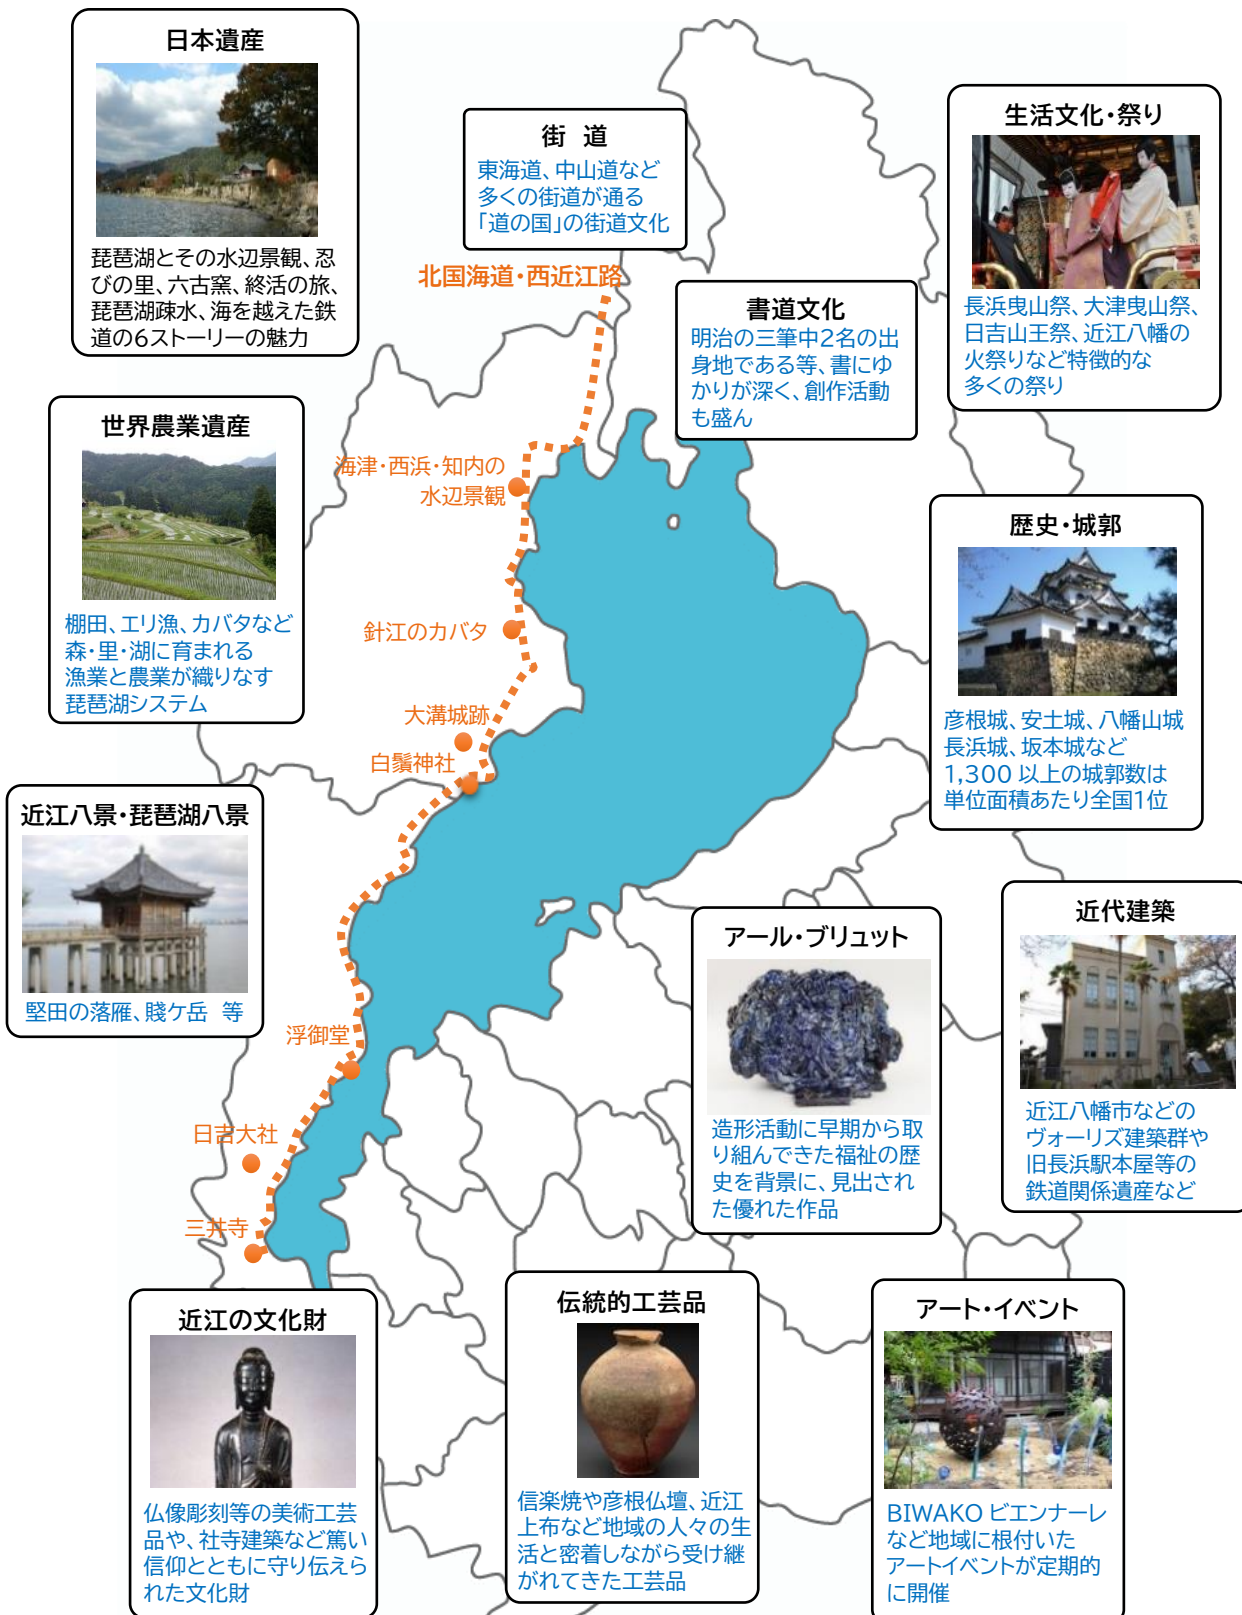 日本遺産
琵琶湖とその水辺景観、忍
びの里、六古窯、終活の旅、
琵琶湖疎水、海を越えた鉄
道の6ストーリーの魅力
街 道
東海道、中山道など
多くの街道が通る
「道の国」の街道文化
生活文化・祭り
長浜曳山祭、大津曳山祭、
日吉山王祭、近江八幡の
火祭りなど特徴的な
多くの祭り
北国海道・西近江路
書道文化
明治の三筆中2名の出
身地である等、書にゆ
かりが深く、創作活動
も盛ん
世界農業遺産
棚田、エリ漁、カバタなど
森・里・湖に育まれる
漁業と農業が織りなす
琵琶湖システム
海津・西浜・知内の
水辺景観
針江のカバタ
大溝城跡
白鬚神社
歴史・城郭
彦根城、安土城、八幡山城
長浜城、坂本城など
1,300 以上の城郭数は
単位面積あたり全国1位
近江八景・琵琶湖八景
堅田の落雁、賤ケ岳 等
浮御堂
日吉大社
三井寺
アール・ブリュット
造形活動に早期から取
り組んできた福祉の歴
史を背景に、見出され
た優れた作品
近代建築
近江八幡市などの
ヴォーリズ建築群や
旧長浜駅本屋等の
鉄道関係遺産など
近江の文化財
仏像彫刻等の美術工芸
品や、社寺建築など篤い
信仰とともに守り伝えら
れた文化財
伝統的工芸品
信楽焼や彦根仏壇、近江
上布など地域の人々の生
活と密着しながら受け継
がれてきた工芸品
アート・イベント
BIWAKO ビエンナーレ
など地域に根付いた
アートイベントが定期的
に開催